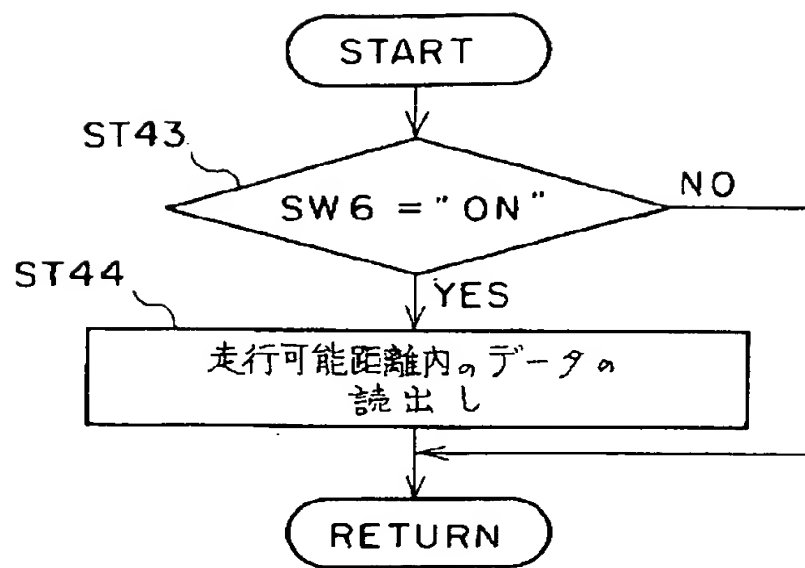 START
ST43
SW6 = "ON"
NO
ST44
YES
走行可能距離内のデータの
読出し
RETURN